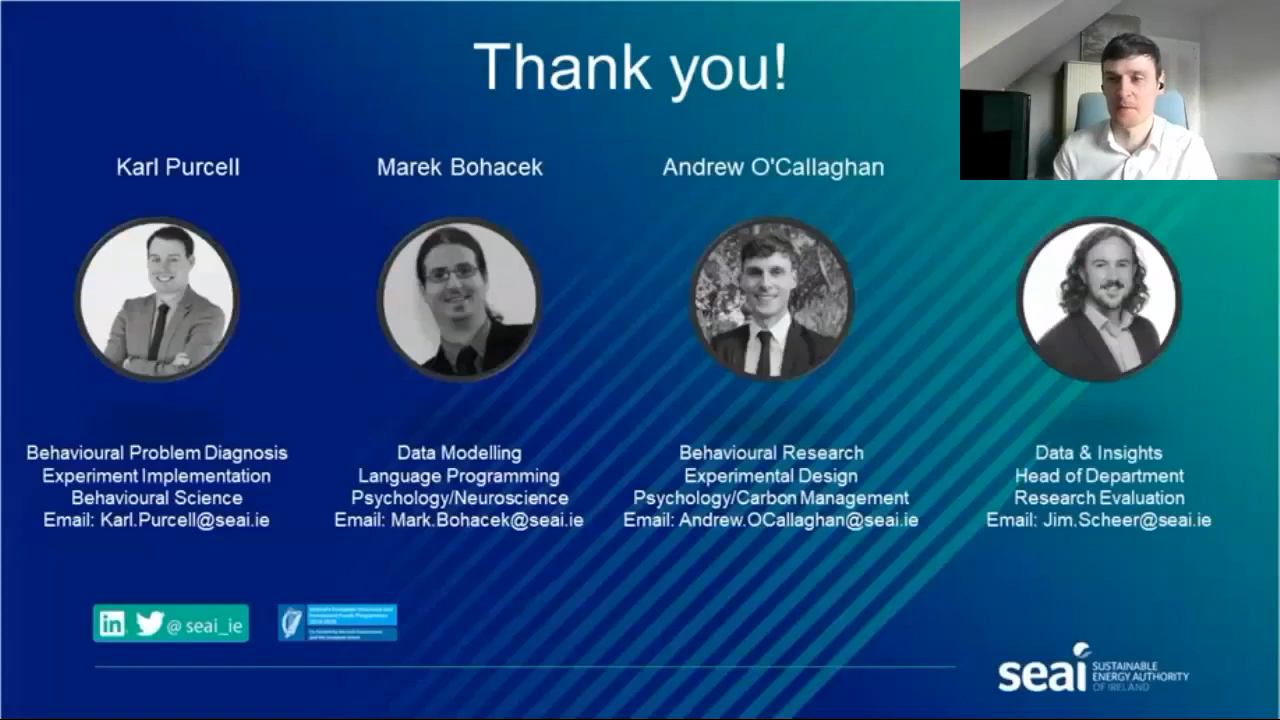 Thank you!
Karl Purcell
Marek Bohacek
Andrew O'Callaghan
Behavioural Problem Diagnosis
Experiment Implementation
Behavioural Science
Email: Karl.Purcell@seai.ie
Data Modelling
Language Programming
Psychology/Neuroscience
Email: Mark.Bohacek@seai.ie
Behavioural Research
Experimental Design
Psychology/Carbon Management
Email: Andrew.OCallaghan@seai.ie
Data & Insights
Head of Department
Research Evaluation
Email: Jim.Scheer@seai.ie
in @ seai_ie
seai SUSTAINABLE
ENERGY AUTHORITY
OF IRELAND